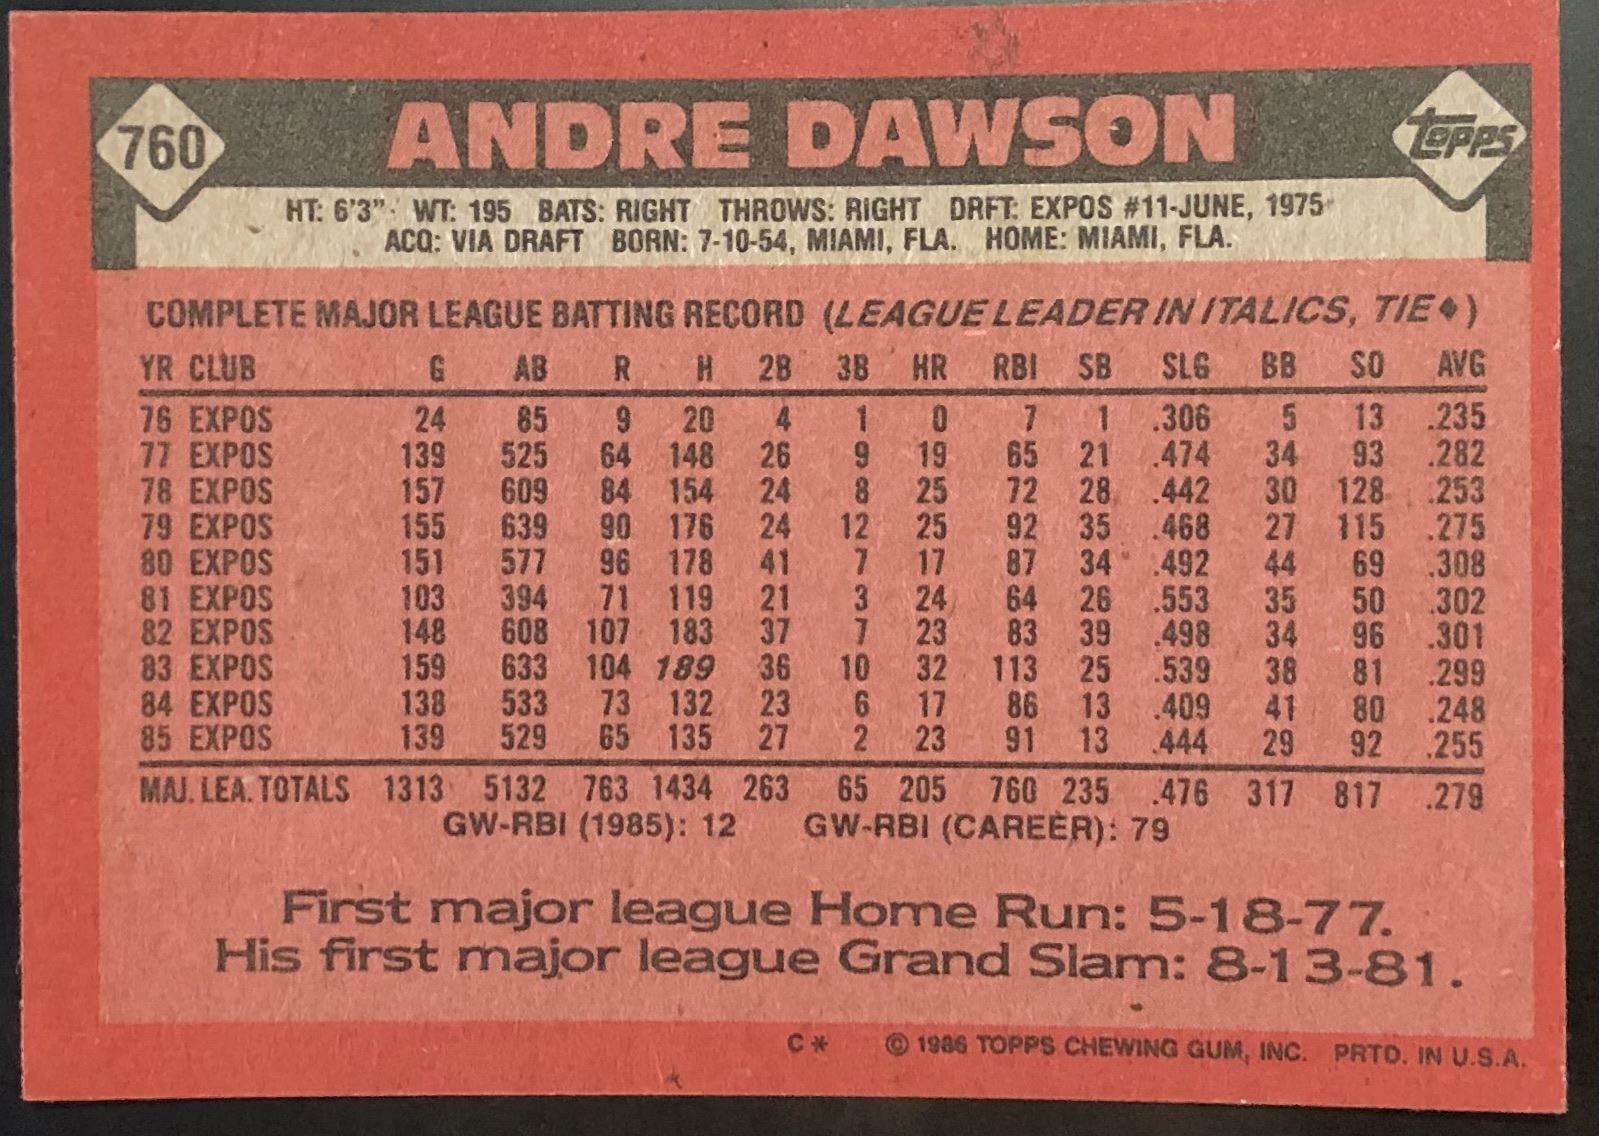 760
ANDRE DAWSON
topps
HT: 6'3" WT: 195 BATS: RIGHT THROWS: RIGHT DRFT: EXPOS #11-JUNE, 1975
ACQ: VIA DRAFT BORN: 7-10-54, MIAMI, FLA. HOME: MIAMI, FLA.
COMPLETE MAJOR LEAGUE BATTING RECORD (LEAGUE LEADER IN ITALICS, TIE♦)
YR CLUB G AB R H 2B 3B HR RBI SB SLG BB SO AVG
76 EXPOS 24 85 9 20 4 1 0 7 1 .306 5 13 .235
77 EXPOS 139 525 64 148 26 9 19 65 21 .474 34 93 .282
78 EXPOS 157 609 84 154 24 8 25 72 28 .442 30 128 .253
79 EXPOS 155 639 90 176 24 12 25 92 35 .468 27 115 .275
80 EXPOS 151 577 96 178 41 7 17 87 34 .492 44 69 .308
81 EXPOS 103 394 71 119 21 3 24 64 26 .553 35 50 .302
82 EXPOS 148 608 107 183 37 7 23 83 39 .498 34 96 .301
83 EXPOS 159 633 104 189 36 10 32 113 25 .539 38 81 .299
84 EXPOS 138 533 73 132 23 6 17 86 13 .409 41 80 .248
85 EXPOS 139 529 65 135 27 2 23 91 13 .444 29 92 .255
MAJ. LEA. TOTALS 1313 5132 763 1434 263 65 205 760 235 .476 317 817 .279
GW-RBI (1985): 12 GW-RBI (CAREER): 79
First major league Home Run: 5-18-77.
His first major league Grand Slam: 8-13-81.
C* © 1986 TOPPS CHEWING GUM, INC. PRTD. IN U.S.A.